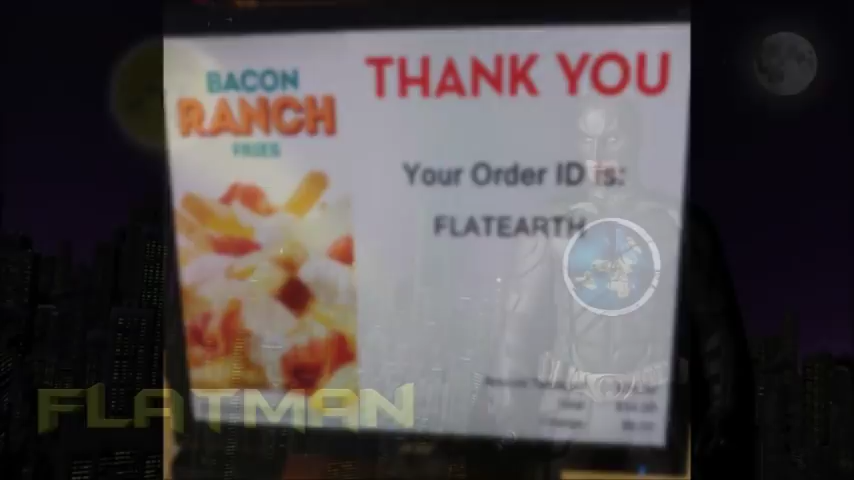 BACON
RANCH
FRIES
THANK YOU
Your Order ID is:
FLATEARTH
FLATMAN